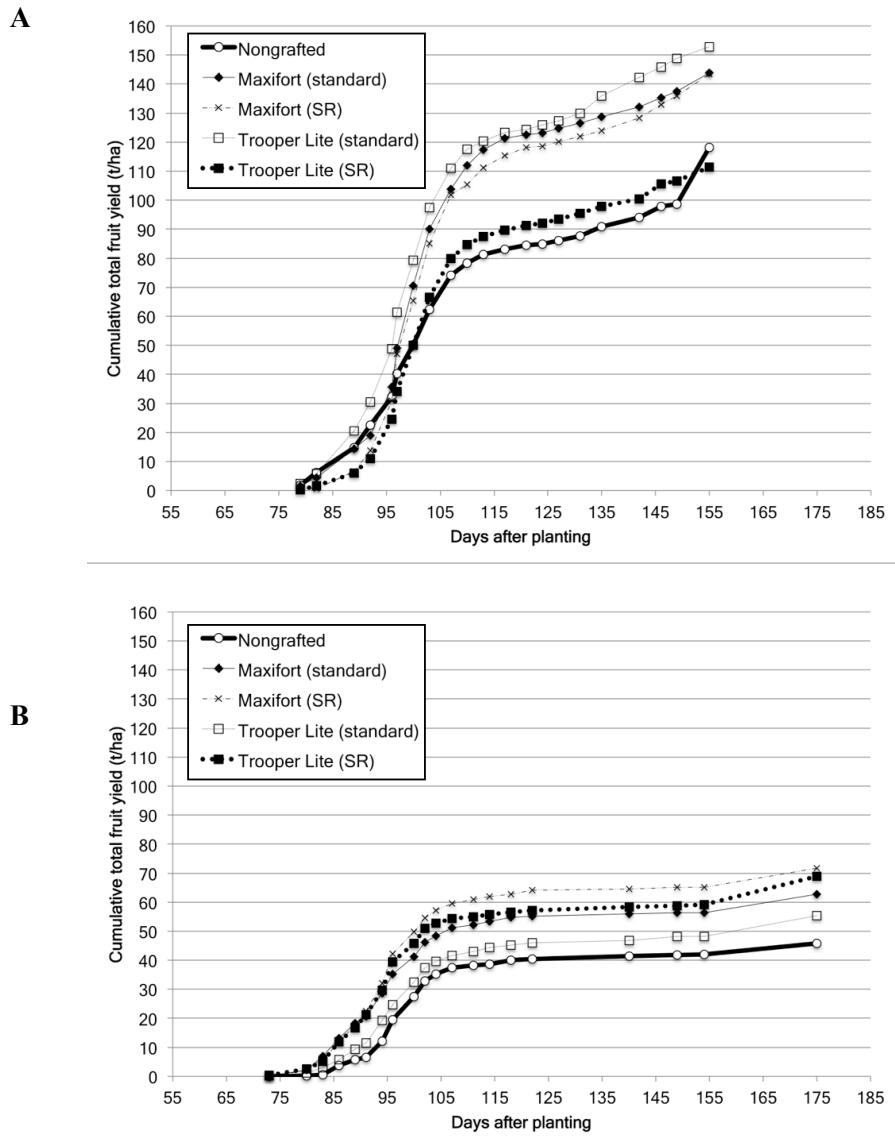 A
Cumulative total fruit yield (t/ha)
160
150
140
130
120
110
100
90
80
70
60
50
40
30
20
10
0
Nongrafted
Maxifort (standard)
Maxifort (SR)
Trooper Lite (standard)
Trooper Lite (SR)
55 65 75 85 95 105 115 125 135 145 155 165 175 185
Days after planting
B
Cumulative total fruit yield (t/ha)
160
150
140
130
120
110
100
90
80
70
60
50
40
30
20
10
0
Nongrafted
Maxifort (standard)
Maxifort (SR)
Trooper Lite (standard)
Trooper Lite (SR)
55 65 75 85 95 105 115 125 135 145 155 165 175 185
Days after planting